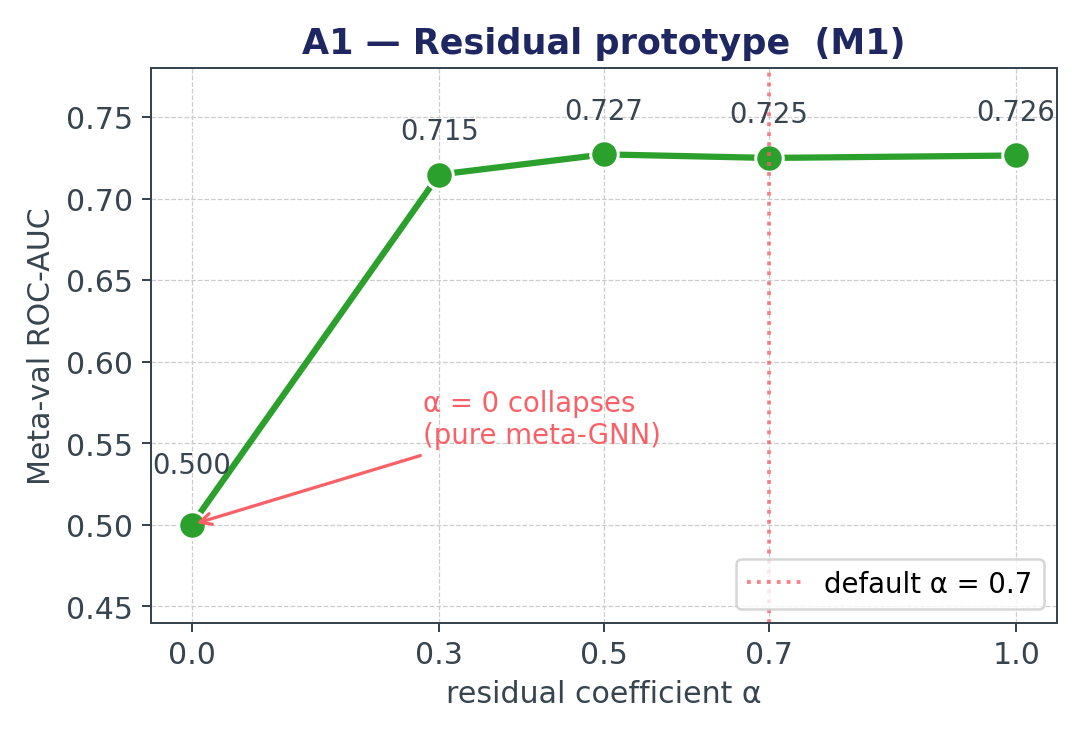 A1 — Residual prototype (M1)
Meta-val ROC-AUC
0.75
0.70
0.65
0.60
0.55
0.50
0.45
0.500
0.715
0.727
0.725
0.726
α = 0 collapses
(pure meta-GNN)
default α = 0.7
0.0
0.3
0.5
0.7
1.0
residual coefficient α